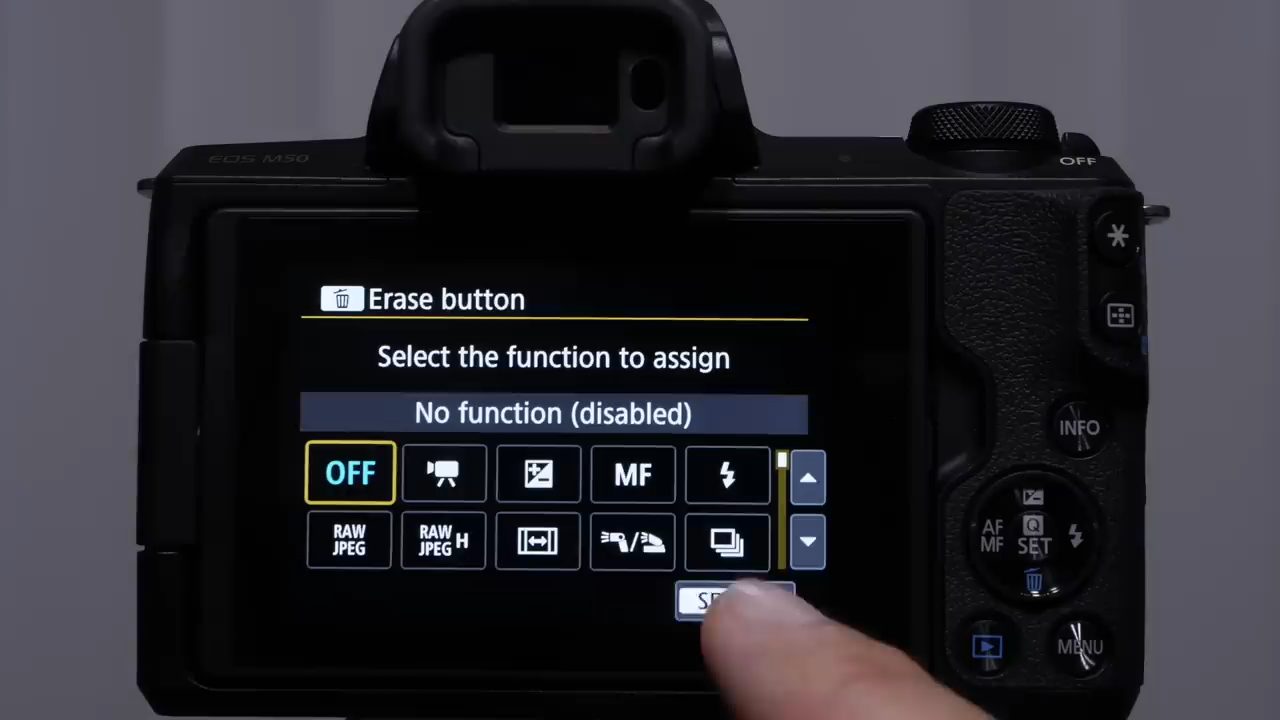 EOS M50
OFF
Erase button
Select the function to assign
No function (disabled)
OFF
MF
RAW
JPEG
RAW
JPEG H
INFO
AF
MF
Q
SET
MENU